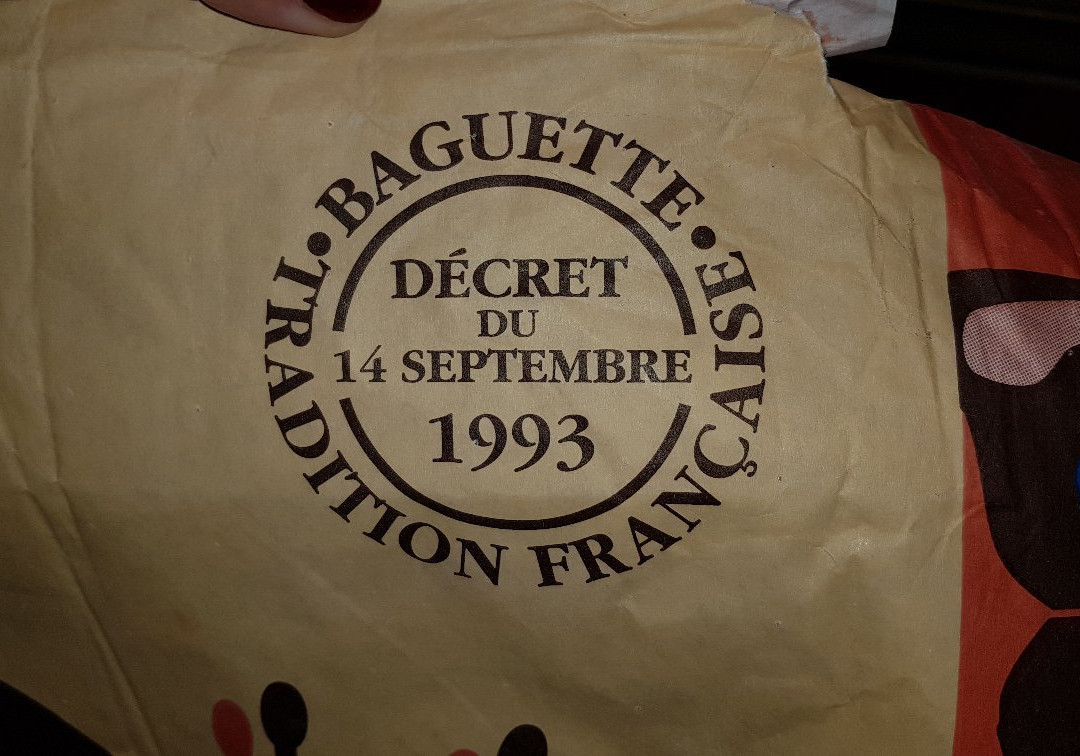 BAGUETTE
DÉCRET
DU
14 SEPTEMBRE
1993
TRADITION FRANÇAISE